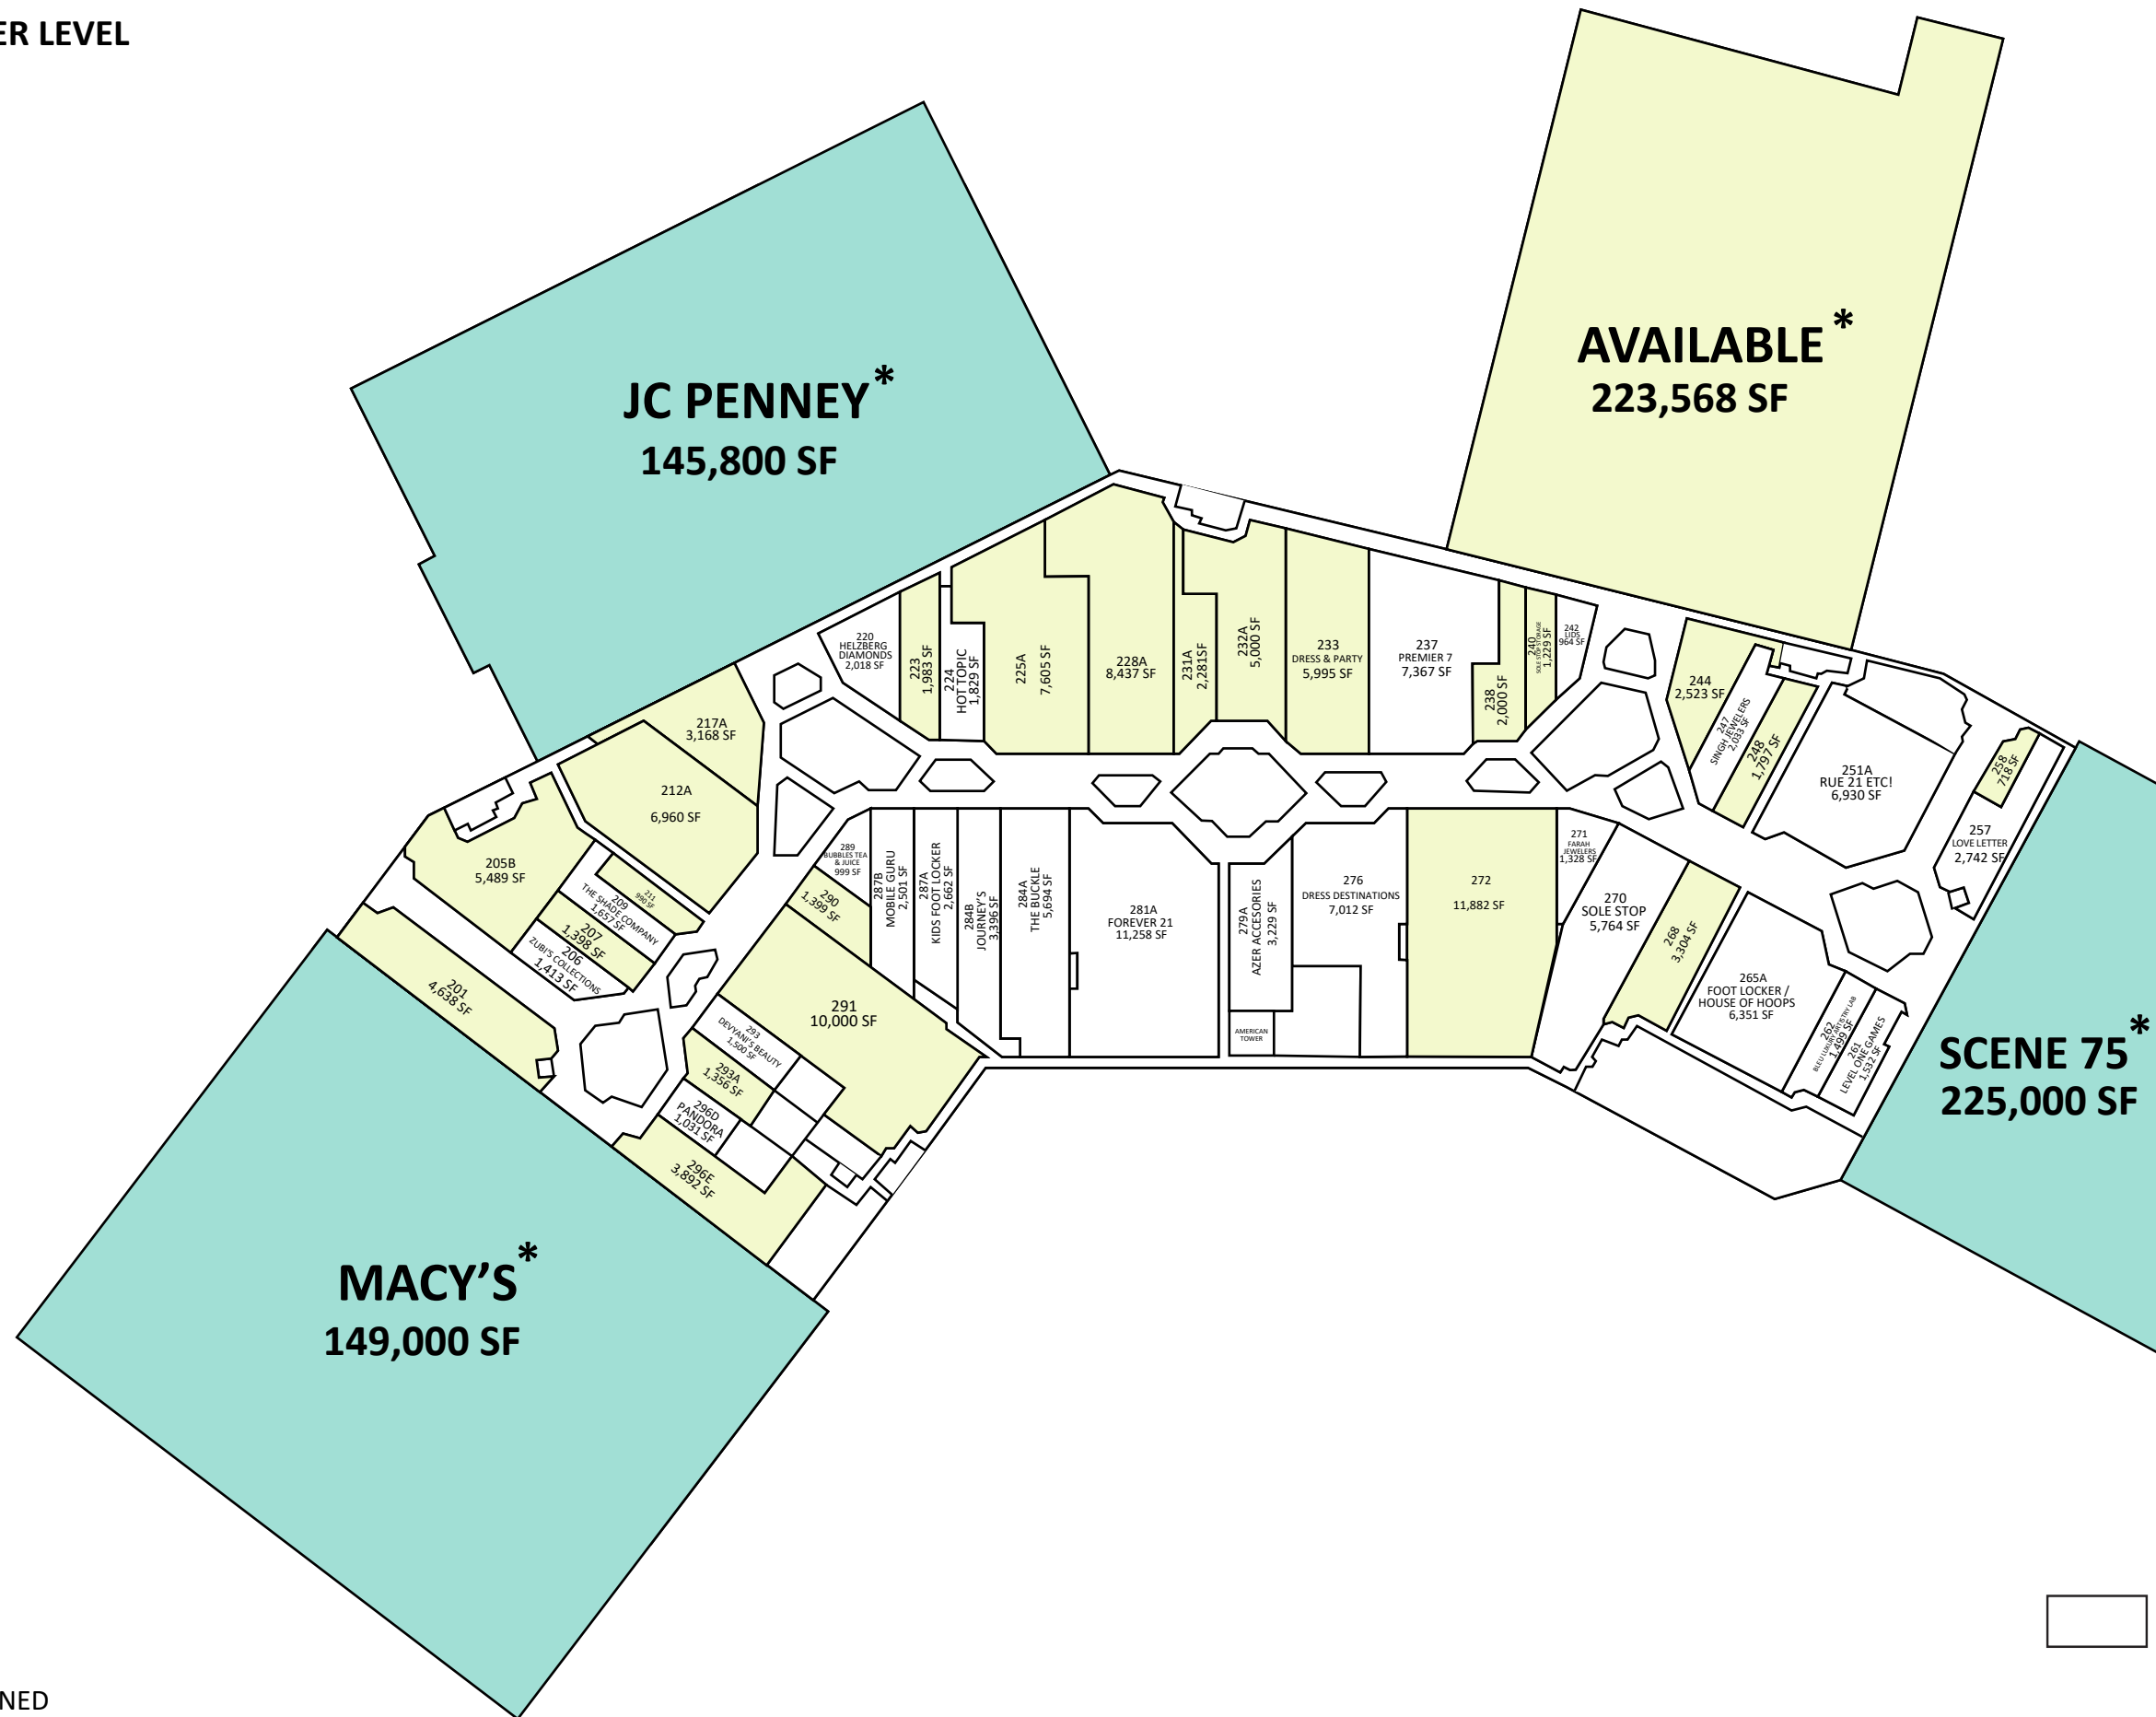 ER LEVEL
AVAILABLE*
223,568 SF
JC PENNEY*
145,800 SF
220
HELZBERG
DIAMONDS
2,018 SF
223
1,983 SF
224
HOT TOPIC
1,829 SF
225A
7,605 SF
228A
8,437 SF
231A
2,281SF
232A
5,000 SF
233
DRESS & PARTY
5,995 SF
237
PREMIER 7
7,367 SF
238
2,000 SF
240
SOLE STOP STORAGE
1,229 SF
242
LIDS
964 SF
244
2,523 SF
247
SINGH JEWELERS
2,033 SF
248
1,797 SF
251A
RUE 21 ETC!
6,930 SF
258
718 SF
257
LOVE LETTER
2,742 SF
217A
3,168 SF
212A
6,960 SF
205B
5,489 SF
211
990 SF
209
THE SHADE COMPANY
1,657 SF
207
1,398 SF
206
ZUBI'S COLLECTIONS
1,413 SF
201
4,638 SF
289
BUBBLES TEA
& JUICE
999 SF
290
1,399 SF
287B
MOBILE GURU
2,501 SF
287A
KIDS FOOT LOCKER
2,662 SF
284B
JOURNEY'S
3,396 SF
284A
THE BUCKLE
5,694 SF
281A
FOREVER 21
11,258 SF
279A
AZER ACCESORIES
3,229 SF
AMERICAN
TOWER
276
DRESS DESTINATIONS
7,012 SF
272
11,882 SF
271
FARAH
JEWELERS
1,328 SF
270
SOLE STOP
5,764 SF
268
3,304 SF
265A
FOOT LOCKER /
HOUSE OF HOOPS
6,351 SF
262
BLEU LUXURY ARTISTRY LAB
1,499 SF
261
LEVEL ONE GAMES
1,532 SF
291
10,000 SF
293
DEVYANI'S BEAUTY
1,500 SF
293A
1,356 SF
296D
PANDORA
1,031 SF
296E
3,892 SF
SCENE 75*
225,000 SF
MACY'S*
149,000 SF
NED